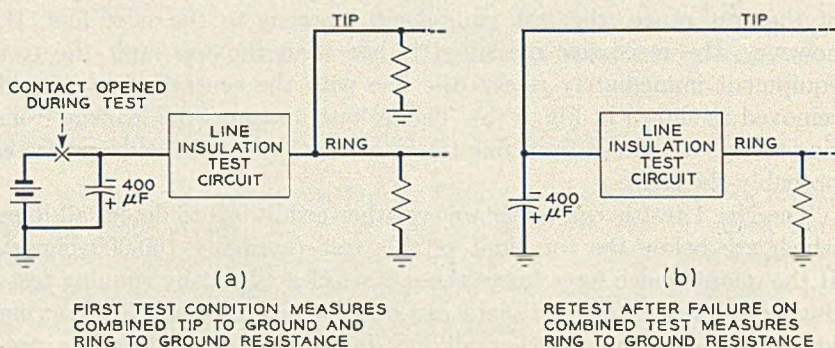 TIP
CONTACT OPENED
DURING TEST
LINE
INSULATION
TEST
CIRCUIT
RING
400
μF
(a)
FIRST TEST CONDITION MEASURES
COMBINED TIP TO GROUND AND
RING TO GROUND RESISTANCE
TIP
LINE
INSULATION
TEST
CIRCUIT
RING
400
μF
(b)
RETEST AFTER FAILURE ON
COMBINED TEST MEASURES
RING TO GROUND RESISTANCE